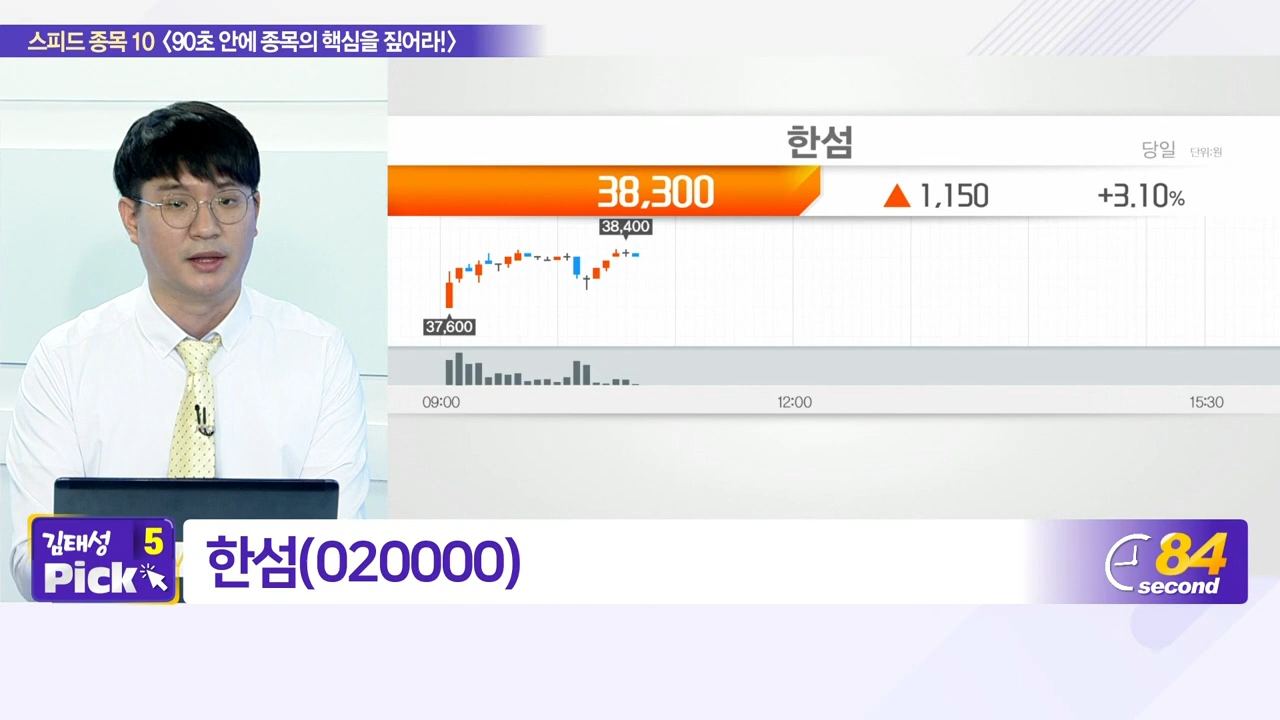 스피드 종목 10 〈90초 안에 종목의 핵심을 짚어라!〉
한섬
당일 단위:원
38,300 ▲ 1,150 +3.10%
38,400
37,600
09:00 12:00 15:30
김태성 5
Pick
한섬(020000)
84
second